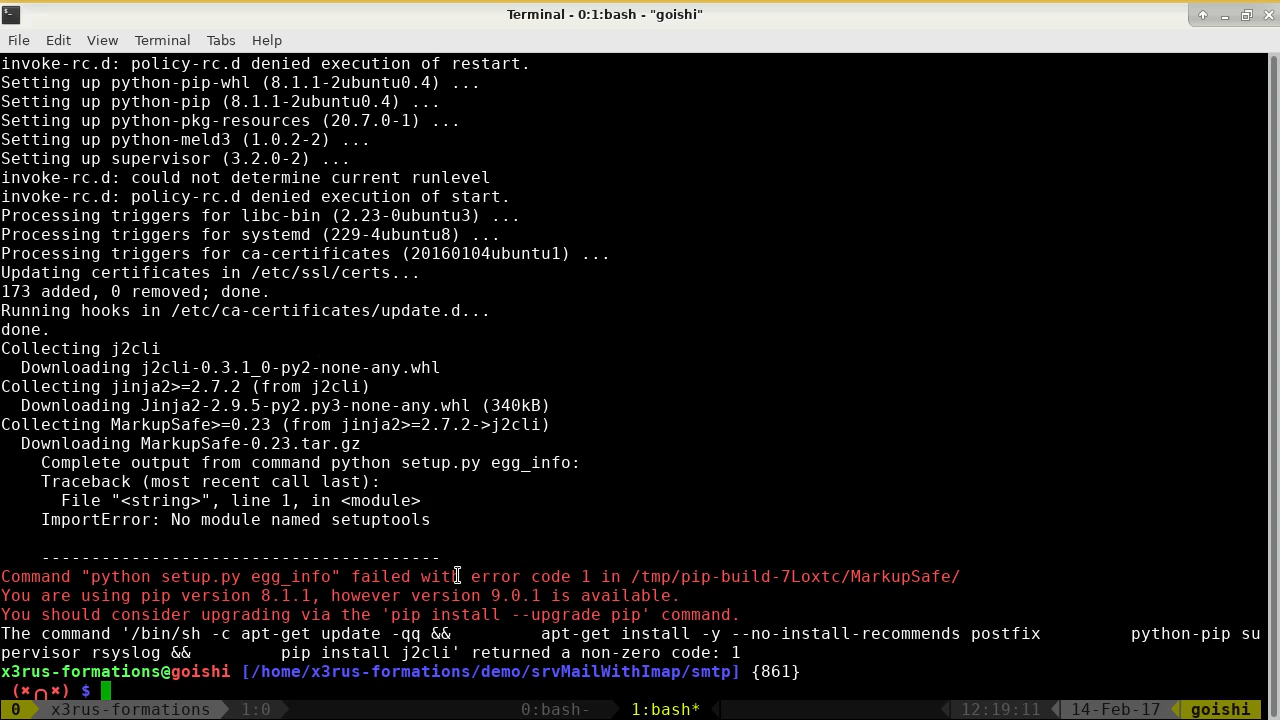 Terminal - 0:1:bash - "goishi"
File Edit View Terminal Tabs Help
invoke-rc.d: policy-rc.d denied execution of restart.
Setting up python-pip-whl (8.1.1-2ubuntu0.4) ...
Setting up python-pip (8.1.1-2ubuntu0.4) ...
Setting up python-pkg-resources (20.7.0-1) ...
Setting up python-meld3 (1.0.2-2) ...
Setting up supervisor (3.2.0-2) ...
invoke-rc.d: could not determine current runlevel
invoke-rc.d: policy-rc.d denied execution of start.
Processing triggers for libc-bin (2.23-0ubuntu3) ...
Processing triggers for systemd (229-4ubuntu8) ...
Processing triggers for ca-certificates (20160104ubuntu1) ...
Updating certificates in /etc/ssl/certs...
173 added, 0 removed; done.
Running hooks in /etc/ca-certificates/update.d...
done.
Collecting j2cli
  Downloading j2cli-0.3.1_0-py2-none-any.whl
Collecting jinja2>=2.7.2 (from j2cli)
  Downloading Jinja2-2.9.5-py2.py3-none-any.whl (340kB)
Collecting MarkupSafe>=0.23 (from jinja2>=2.7.2->j2cli)
  Downloading MarkupSafe-0.23.tar.gz
    Complete output from command python setup.py egg_info:
    Traceback (most recent call last):
      File "<string>", line 1, in <module>
    ImportError: No module named setuptools
    ----------------------------------------
Command "python setup.py egg_info" failed with error code 1 in /tmp/pip-build-7Loxtc/MarkupSafe/
You are using pip version 8.1.1, however version 9.0.1 is available.
You should consider upgrading via the 'pip install --upgrade pip' command.
The command '/bin/sh -c apt-get update -qq &&         apt-get install -y --no-install-recommends postfix         python-pip su
pervisor rsyslog &&         pip install j2cli' returned a non-zero code: 1
x3rus-formations@goishi [/home/x3rus-formations/demo/srvMailWithImap/smtp] {861}
 (✖╭╮✖) $
0 x3rus-formations 1:0 0:bash- 1:bash* 12:19:11 14-Feb-17 goishi